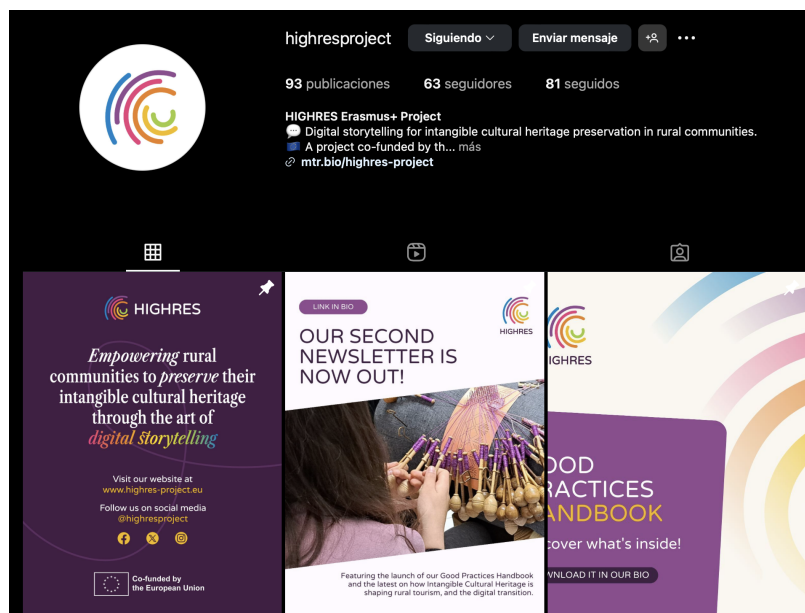 highresproject
Siguiendo
Enviar mensaje
93 publicaciones
63 seguidores
81 seguidos
HIGHRES Erasmus+ Project
💬 Digital storytelling for intangible cultural heritage preservation in rural communities.
🇪🇺 A project co-funded by th... más
mtr.bio/highres-project
HIGHRES
Empowering rural
communities to preserve their
intangible cultural heritage
through the art of
digital storytelling
Visit our website at
www.highres-project.eu
Follow us on social media
@highresproject
Co-funded by
the European Union
LINK IN BIO
HIGHRES
OUR SECOND
NEWSLETTER IS
NOW OUT!
Featuring the launch of our Good Practices Handbook
and the latest on how Intangible Cultural Heritage is
shaping rural tourism, and the digital transition.
IGHRES
OOD
RACTICES
ANDBOOK
cover what's inside!
WNLOAD IT IN OUR BIO